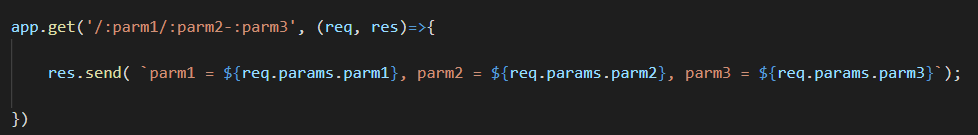 app.get('/:parm1/:parm2-:parm3', (req, res)=>{
res.send( `parm1 = ${req.params.parm1}, parm2 = ${req.params.parm2}, parm3 = ${req.params.parm3}`);
})